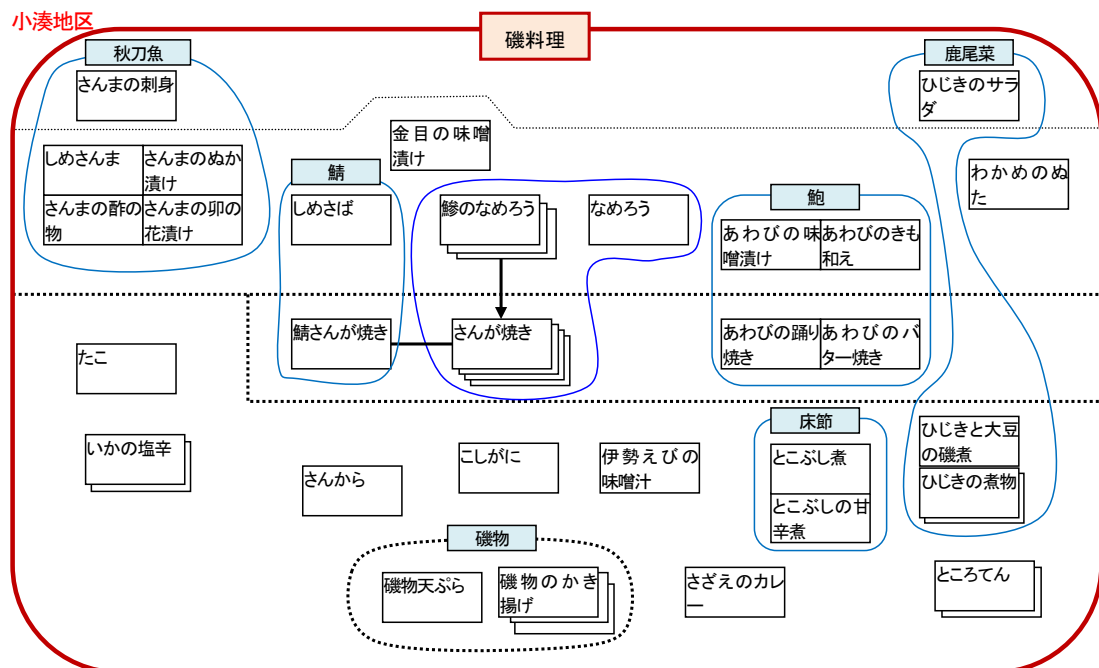 小湊地区
磯料理
秋刀魚
鹿尾菜
さんまの刺身
ひじきのサラ
ダ
金目の味噌
漬け
しめさんま
さんまのぬか
漬け
さんまの酢の
物
さんまの卯の
花漬け
鯖
しめさば
鰺のなめろう
なめろう
鮑
あわびの味
噌漬け
あわびのきも
和え
わかめのぬ
た
たこ
鯖さんが焼き
さんが焼き
あわびの踊り
焼き
あわびのバ
ター焼き
いかの塩辛
さんから
こしがに
伊勢えびの
味噌汁
床節
とこぶし煮
とこぶしの甘
辛煮
ひじきと大豆
の磯煮
ひじきの煮物
磯物
磯物天ぷら
磯物のかき
揚げ
さざえのカレ
ー
ところてん